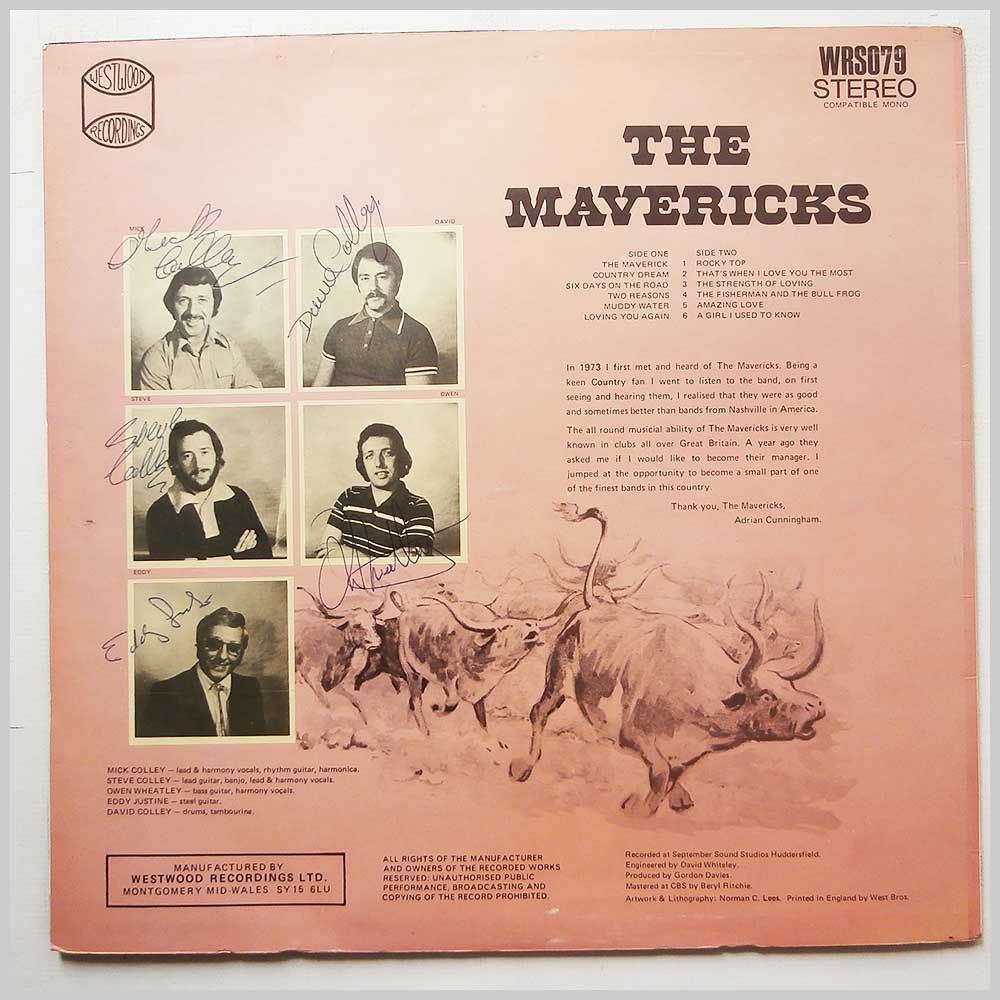 WESTWOOD
RECORDINGS
WRS079
STEREO
COMPATIBLE MONO
THE
MAVERICKS
SIDE ONE SIDE TWO
THE MAVERICK 1 ROCKY TOP
COUNTRY DREAM 2 THAT'S WHEN I LOVE YOU THE MOST
SIX DAYS ON THE ROAD 3 THE STRENGTH OF LOVING
TWO REASONS 4 THE FISHERMAN AND THE BULL FROG
MUDDY WATER 5 AMAZING LOVE
LOVING YOU AGAIN 6 A GIRL I USED TO KNOW
MICK
DAVID
Mick
Colley
Dave Colley.
STEVE
OWEN
Colley
EDDY
Eddy
In 1973 I first met and heard of The Mavericks. Being a
keen Country fan I went to listen to the band, on first
seeing and hearing them, I realised that they were as good
and sometimes better than bands from Nashville in America.
The all round musicial ability of The Mavericks is very well
known in clubs all over Great Britain. A year ago they
asked me if I would like to become their manager. I
jumped at the opportunity to become a small part of one
of the finest bands in this country.
Thank you, The Mavericks,
Adrian Cunningham.
MICK COLLEY — lead & harmony vocals, rhythm guitar, harmonica.
STEVE COLLEY — lead guitar, banjo, lead & harmony vocals.
OWEN WHEATLEY — bass guitar, harmony voçals.
EDDY JUSTINE — steel guitar.
DAVID COLLEY — drums, tambourine.
MANUFACTURED BY
WESTWOOD RECORDINGS LTD.
MONTGOMERY MID-WALES SY15 6LU
ALL RIGHTS OF THE MANUFACTURER
AND OWNERS OF THE RECORDED WORKS
RESERVED: UNAUTHORISED PUBLIC
PERFORMANCE, BROADCASTING AND
COPYING OF THE RECORD PROHIBITED.
Recorded at September Sound Studios Huddersfield.
Engineered by David Whiteley.
Produced by Gordon Davies.
Mastered at CBS by Beryl Ritchie.
Artwork & Lithography: Norman C. Lees. Printed in England by West Bros.